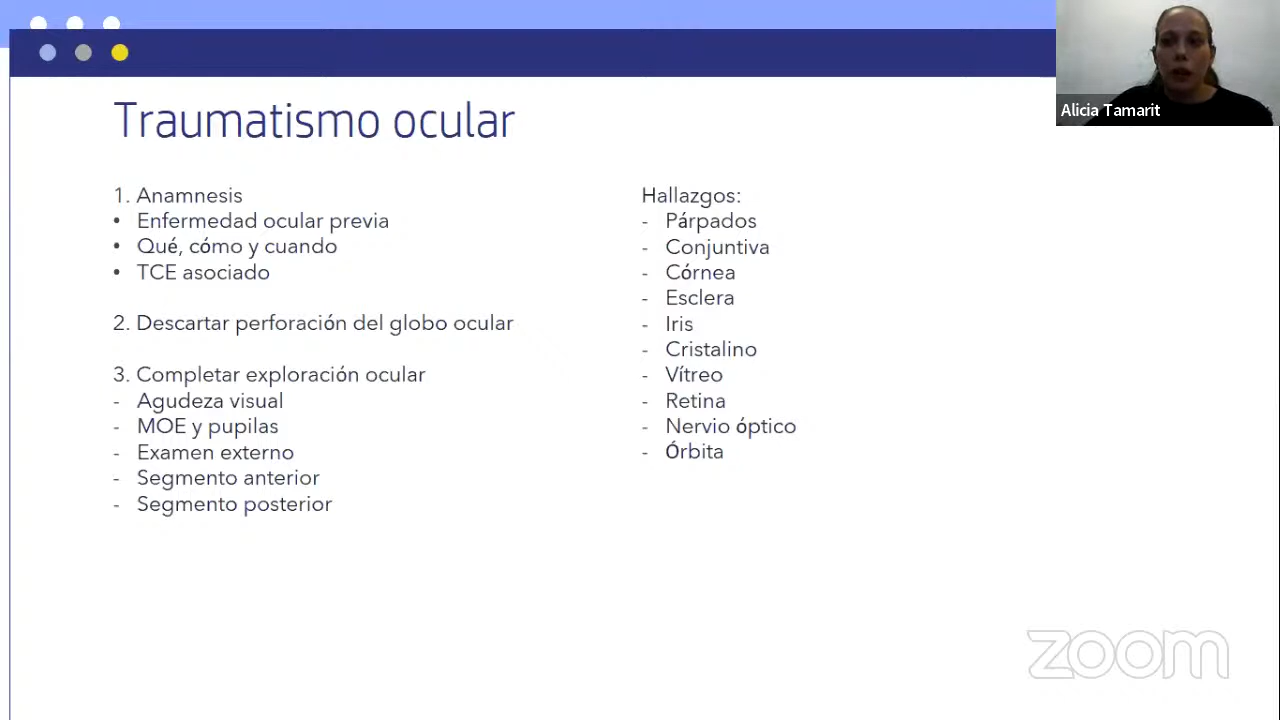 Traumatismo ocular
1. Anamnesis
• Enfermedad ocular previa
• Qué, cómo y cuando
• TCE asociado
2. Descartar perforación del globo ocular
3. Completar exploración ocular
- Agudeza visual
- MOE y pupilas
- Examen externo
- Segmento anterior
- Segmento posterior
Hallazgos:
- Párpados
- Conjuntiva
- Córnea
- Esclera
- Iris
- Cristalino
- Vítreo
- Retina
- Nervio óptico
- Órbita
Alicia Tamarit
zoom